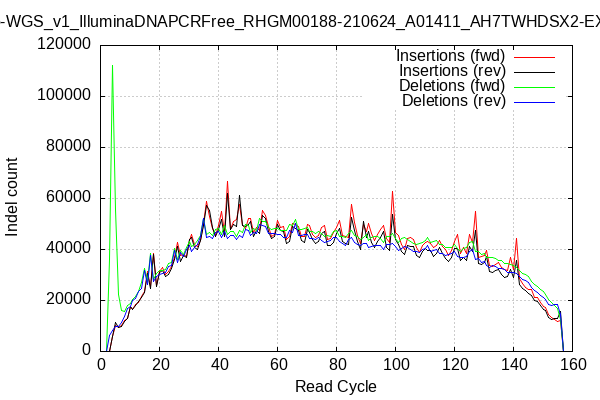 -WGS_v1_IlluminaDNAPCRFree_RHGM00188-210624_A01411_AH7TWHDSX2-EX
120000
100000
80000
60000
40000
20000
0
Indel count
Insertions (fwd)
Insertions (rev)
Deletions (fwd)
Deletions (rev)
0 20 40 60 80 100 120 140 160
Read Cycle